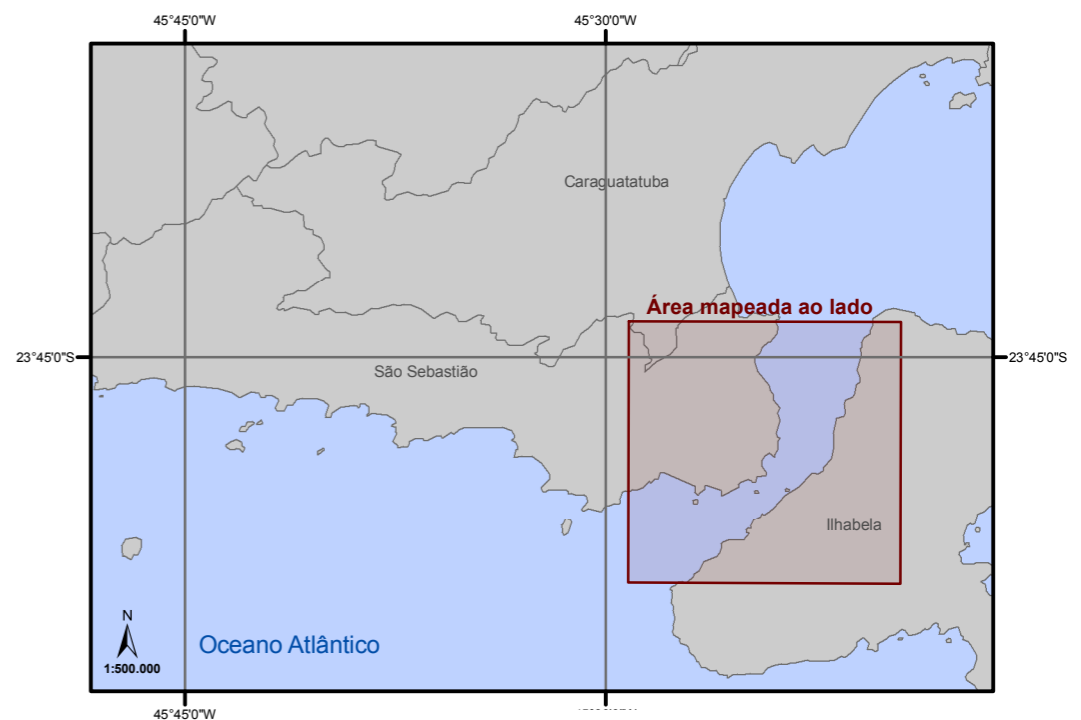 45°45'0"W
45°30'0"W
Caraguatatuba
Área mapeada ao lado
23°45'0"S
23°45'0"S
São Sebastião
Ilhabela
N
1:500.000
Oceano Atlântico
45°45'0"W